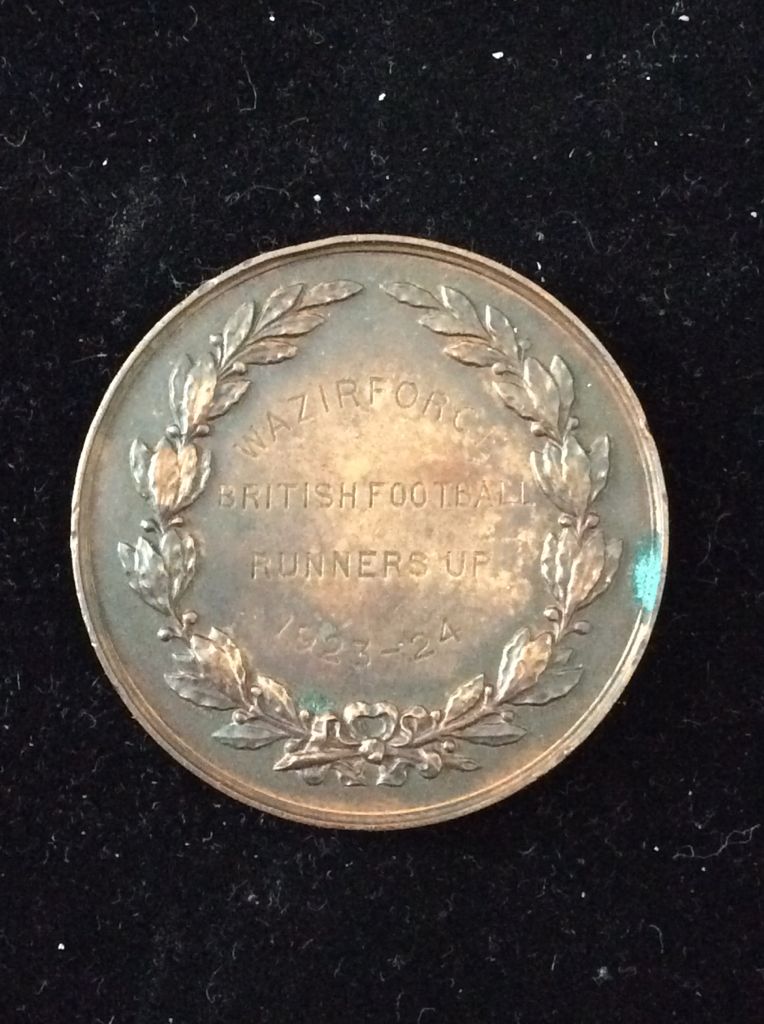 WAZIRFORCE
BRITISH FOOTBALL
RUNNERS UP
1923-24